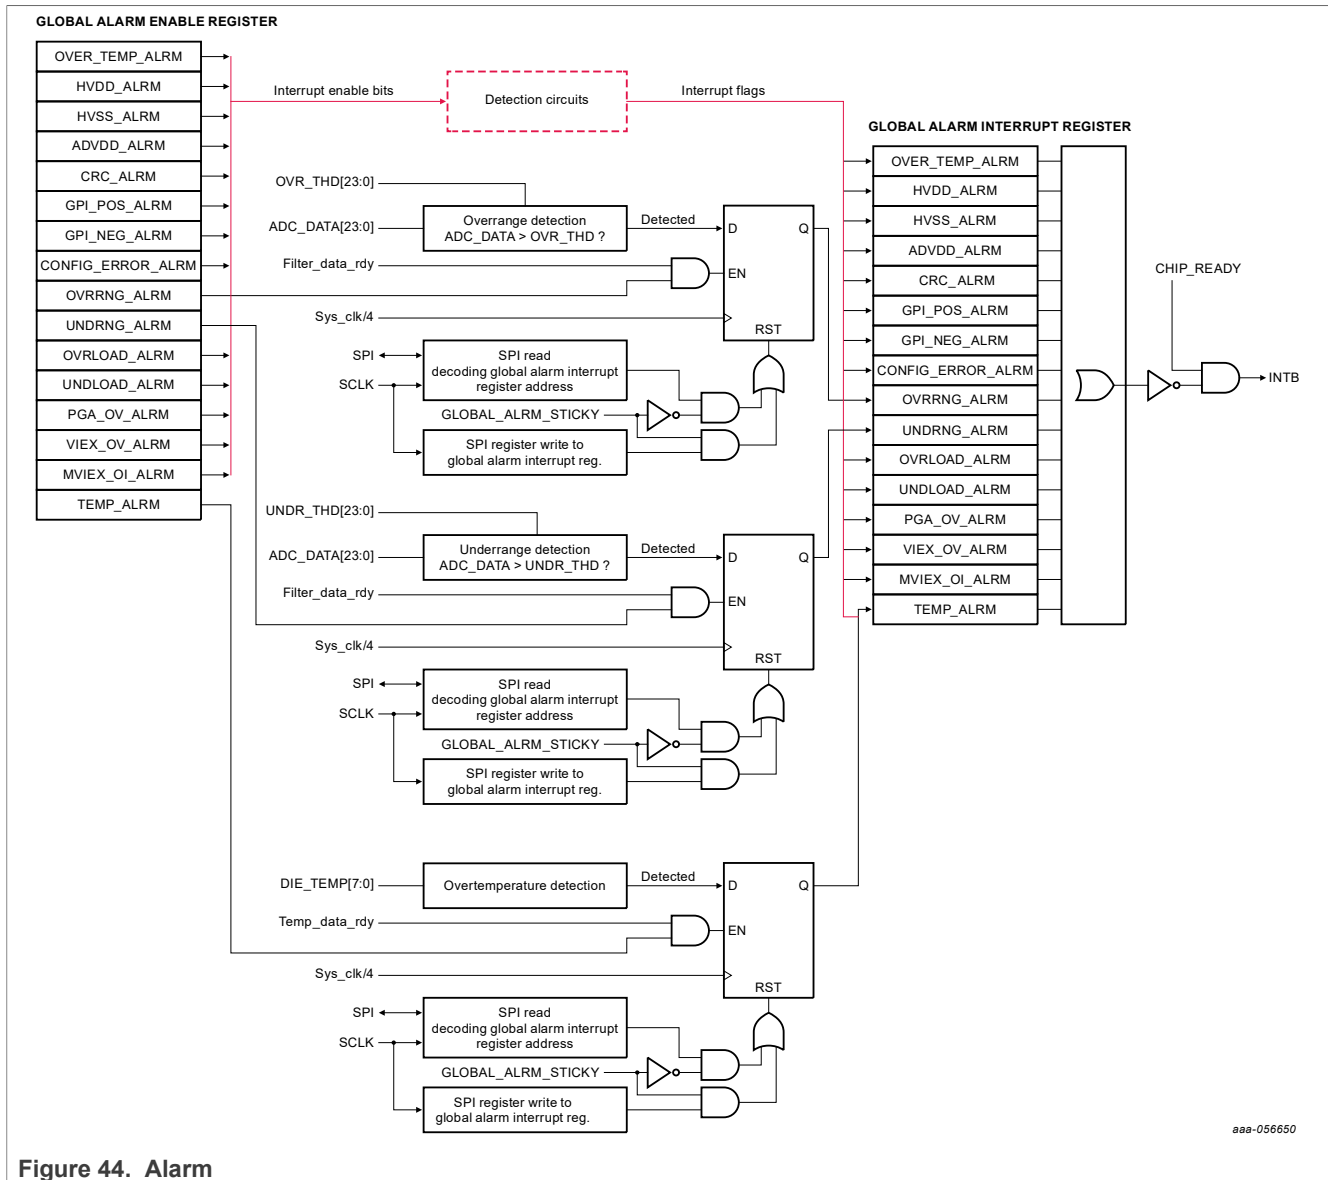 GLOBAL ALARM ENABLE REGISTER
OVER_TEMP_ALRM
HVDD_ALRM
HVSS_ALRM
ADVDD_ALRM
CRC_ALRM
GPI_POS_ALRM
GPI_NEG_ALRM
CONFIG_ERROR_ALRM
OVRRNG_ALRM
UNDRNG_ALRM
OVRLOAD_ALRM
UNDLOAD_ALRM
PGA_OV_ALRM
VIEX_OV_ALRM
MVIEX_OI_ALRM
TEMP_ALRM
Interrupt enable bits
Detection circuits
Interrupt flags
OVR_THD[23:0]
ADC_DATA[23:0]
Overrange detection
ADC_DATA > OVR_THD ?
Detected
D
Q
Filter_data_rdy
EN
Sys_clk/4
RST
SPI
SCLK
SPI read
decoding global alarm interrupt
register address
GLOBAL_ALRM_STICKY
SPI register write to
global alarm interrupt reg.
UNDR_THD[23:0]
ADC_DATA[23:0]
Underrange detection
ADC_DATA > UNDR_THD ?
Detected
D
Q
Filter_data_rdy
EN
Sys_clk/4
RST
SPI
SCLK
SPI read
decoding global alarm interrupt
register address
GLOBAL_ALRM_STICKY
SPI register write to
global alarm interrupt reg.
DIE_TEMP[7:0]
Overtemperature detection
Detected
D
Q
Temp_data_rdy
EN
Sys_clk/4
RST
SPI
SCLK
SPI read
decoding global alarm interrupt
register address
GLOBAL_ALRM_STICKY
SPI register write to
global alarm interrupt reg.
GLOBAL ALARM INTERRUPT REGISTER
OVER_TEMP_ALRM
HVDD_ALRM
HVSS_ALRM
ADVDD_ALRM
CRC_ALRM
GPI_POS_ALRM
GPI_NEG_ALRM
CONFIG_ERROR_ALRM
OVRRNG_ALRM
UNDRNG_ALRM
OVRLOAD_ALRM
UNDLOAD_ALRM
PGA_OV_ALRM
VIEX_OV_ALRM
MVIEX_OI_ALRM
TEMP_ALRM
CHIP_READY
INTB
aaa-056650
Figure 44. Alarm